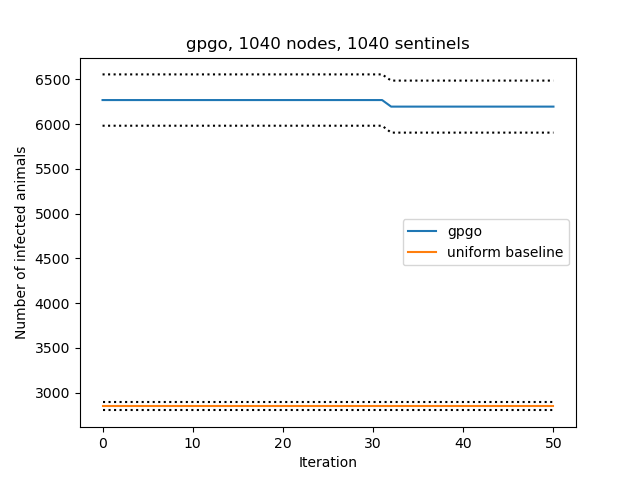 gpgo, 1040 nodes, 1040 sentinels
Number of infected animals
6500
6000
5500
5000
4500
4000
3500
3000
gpgo
uniform baseline
0 10 20 30 40 50
Iteration